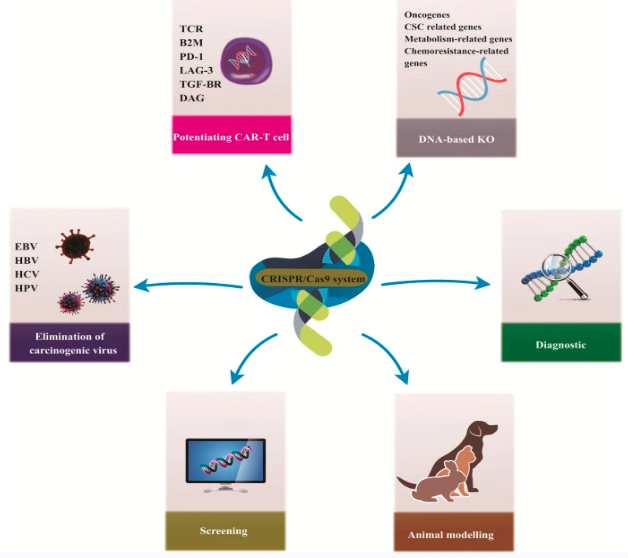 TCR
B2M
PD-1
LAG-3
TGF-BR
DAG
Potentiating CAR-T cell
Oncogenes
CSC related genes
Metabolism-related genes
Chemoresistance-related
genes
DNA-based KO
EBV
HBV
HCV
HPV
Elimination of
carcinogenic virus
CRISPR/Cas9 system
Diagnostic
Screening
Animal modelling